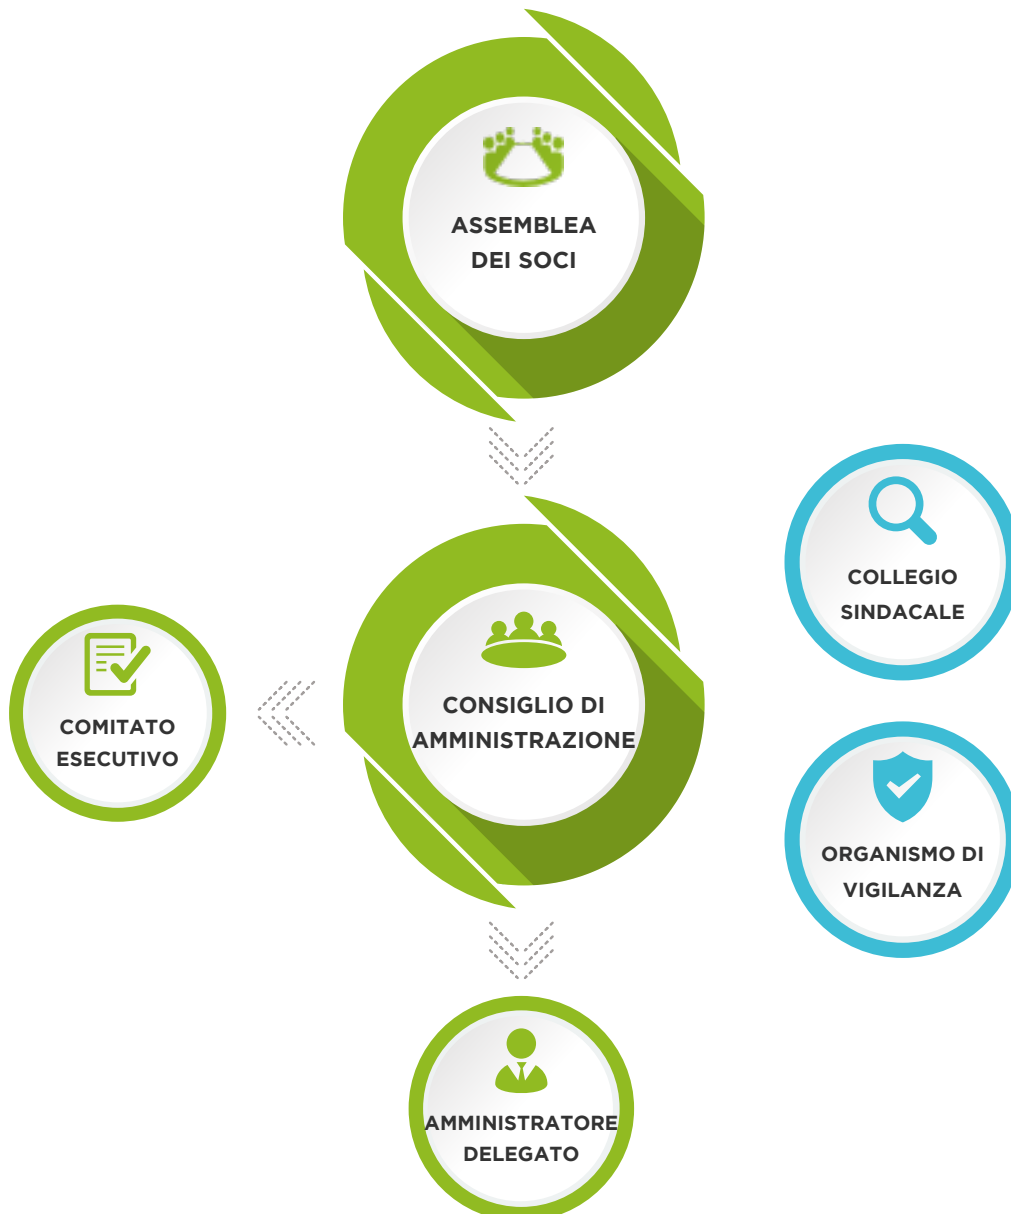 ASSEMBLEA
DEI SOCI
COLLEGIO
SINDACALE
COMITATO
ESECUTIVO
CONSIGLIO DI
AMMINISTRAZIONE
ORGANISMO DI
VIGILANZA
AMMINISTRATORE
DELEGATO